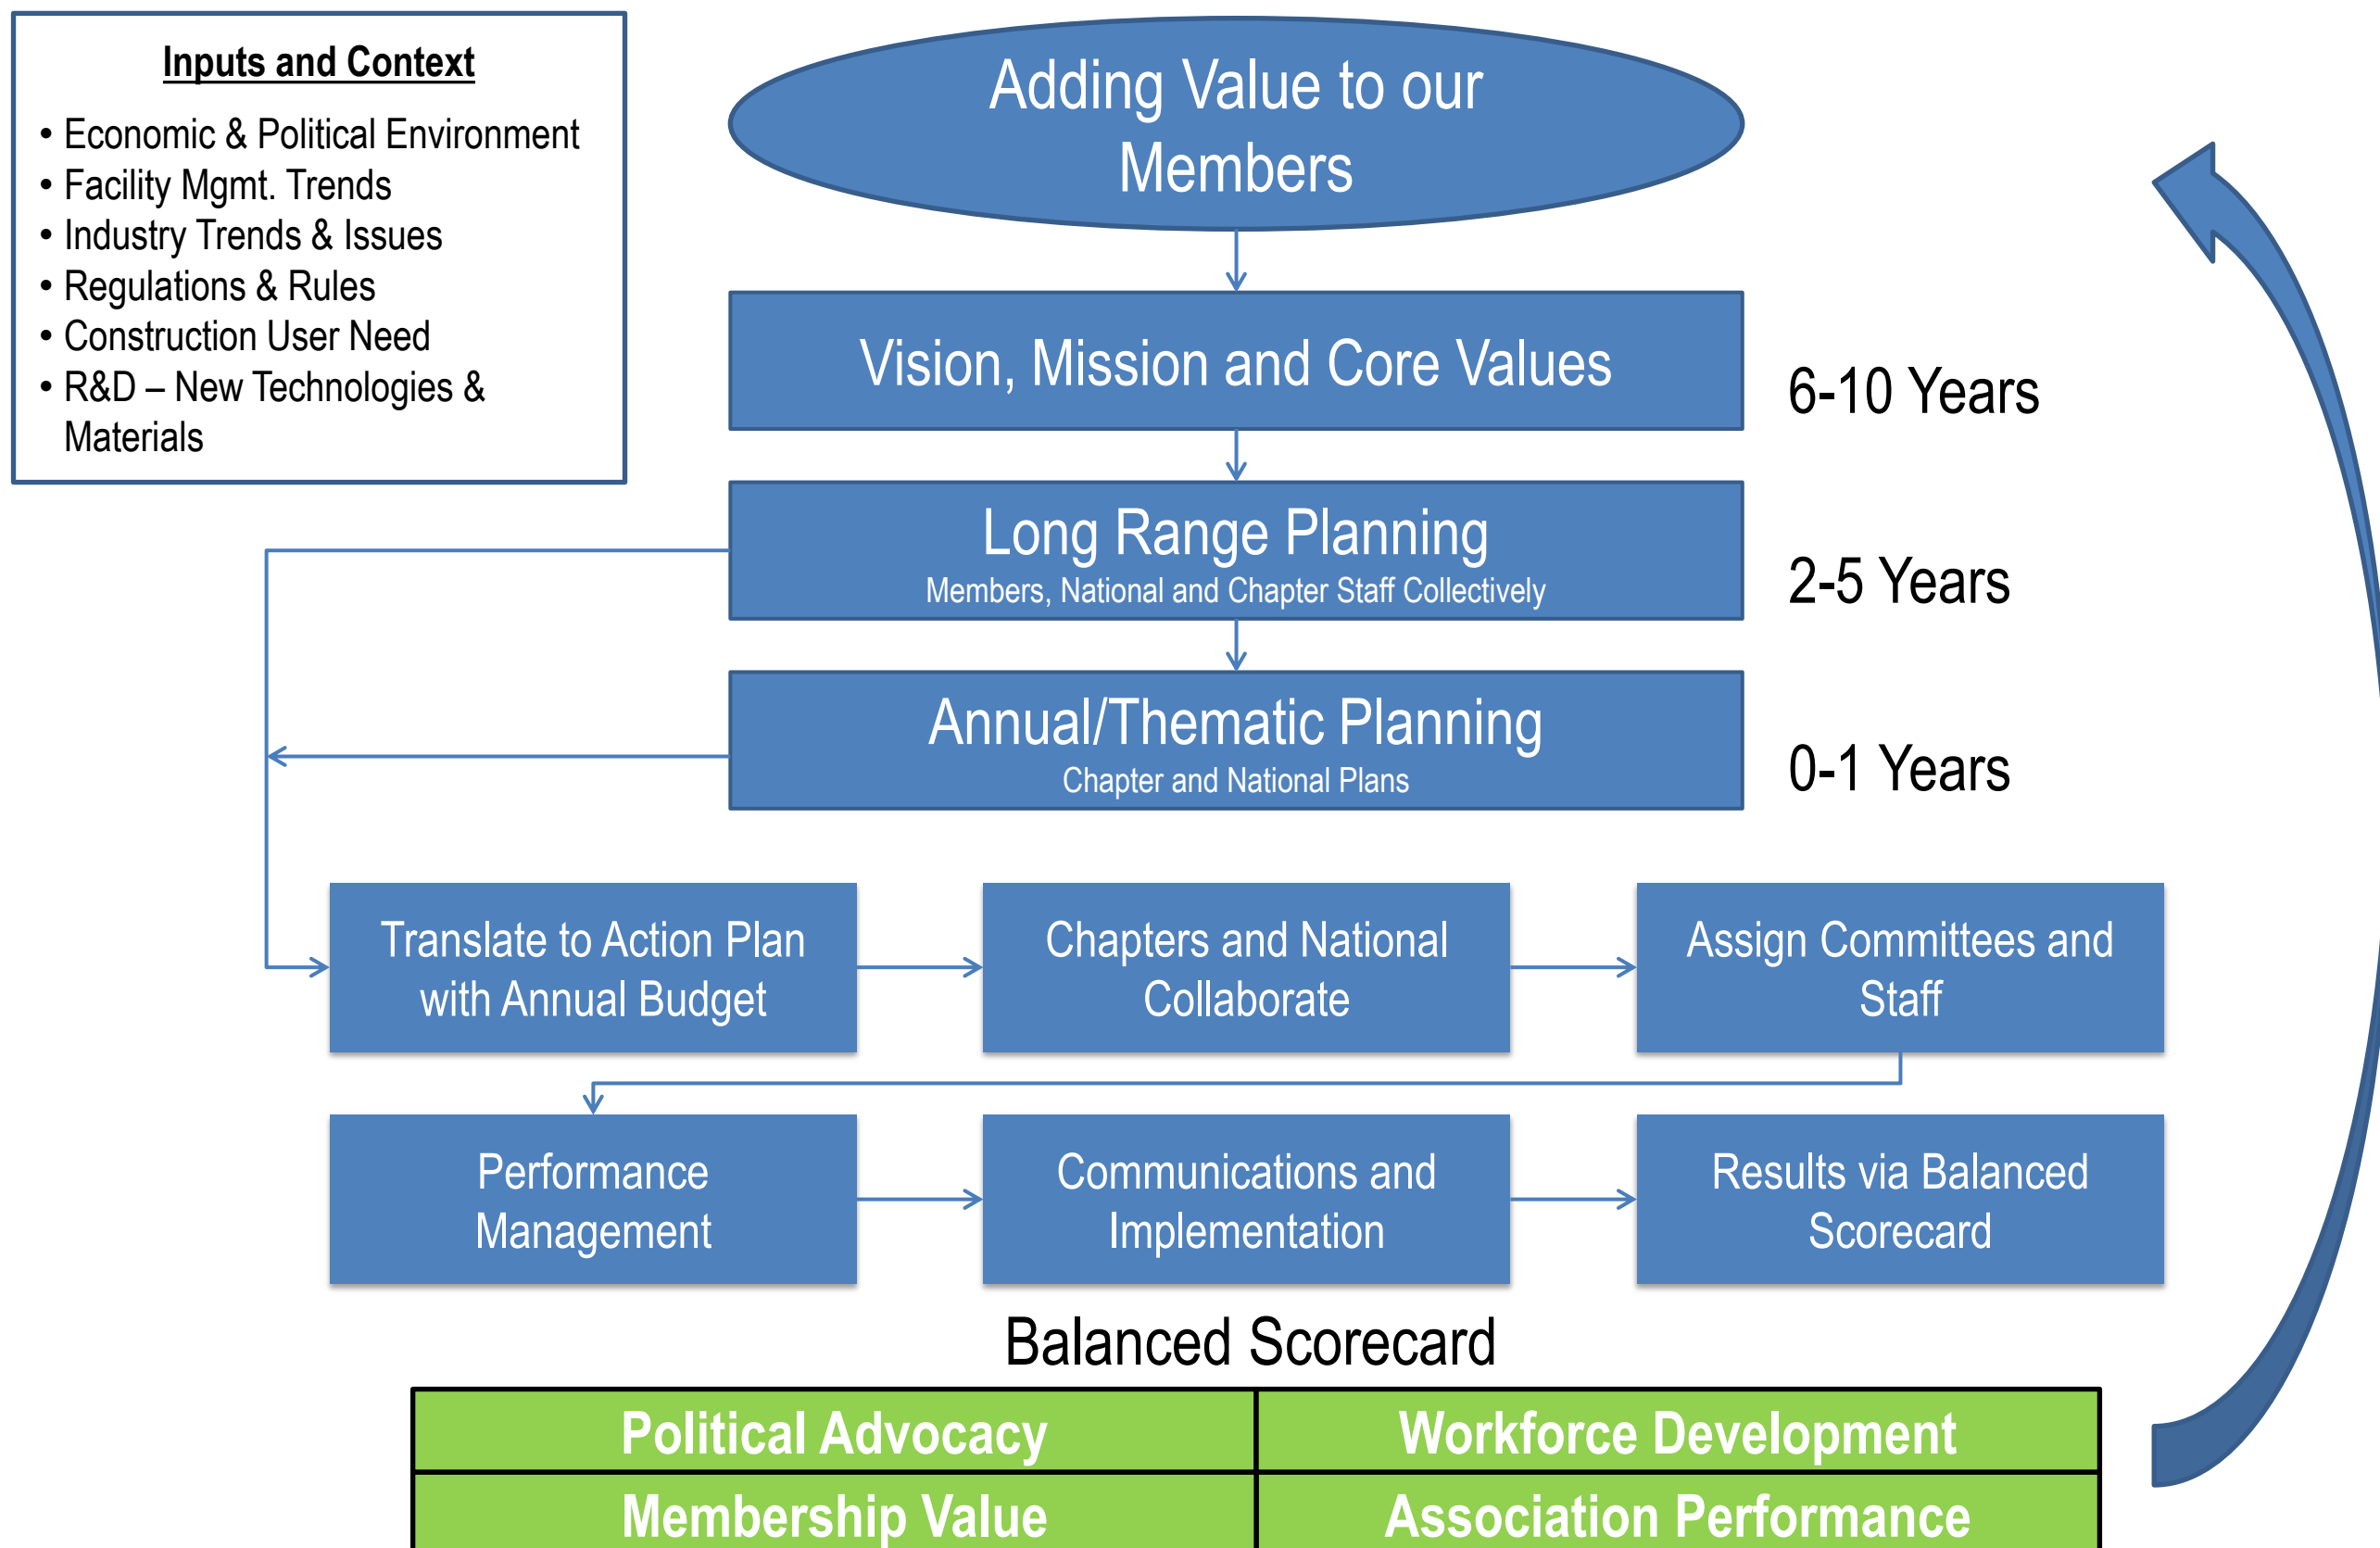 Inputs and Context
• Economic & Political Environment
• Facility Mgmt. Trends
• Industry Trends & Issues
• Regulations & Rules
• Construction User Need
• R&D – New Technologies &
Materials
Adding Value to our
Members
Vision, Mission and Core Values
6-10 Years
Long Range Planning
Members, National and Chapter Staff Collectively
2-5 Years
Annual/Thematic Planning
Chapter and National Plans
0-1 Years
Translate to Action Plan
with Annual Budget
Chapters and National
Collaborate
Assign Committees and
Staff
Performance
Management
Communications and
Implementation
Results via Balanced
Scorecard
Balanced Scorecard
Political Advocacy
Workforce Development
Membership Value
Association Performance